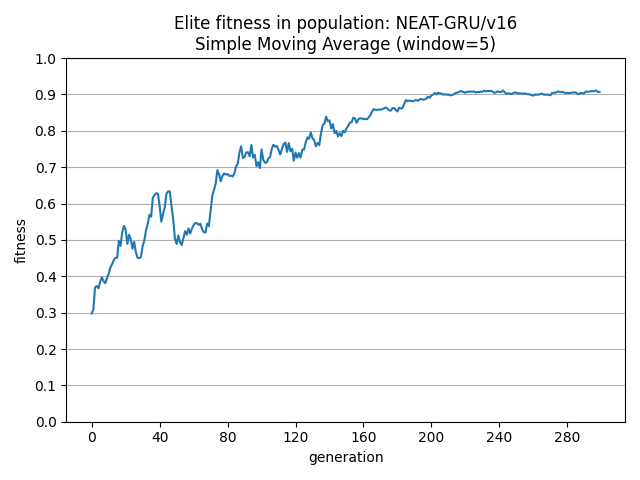 Elite fitness in population: NEAT-GRU/v16
Simple Moving Average (window=5)
1.0
0.9
0.8
0.7
0.6
0.5
0.4
0.3
0.2
0.1
0.0
fitness
0 40 80 120 160 200 240 280
generation